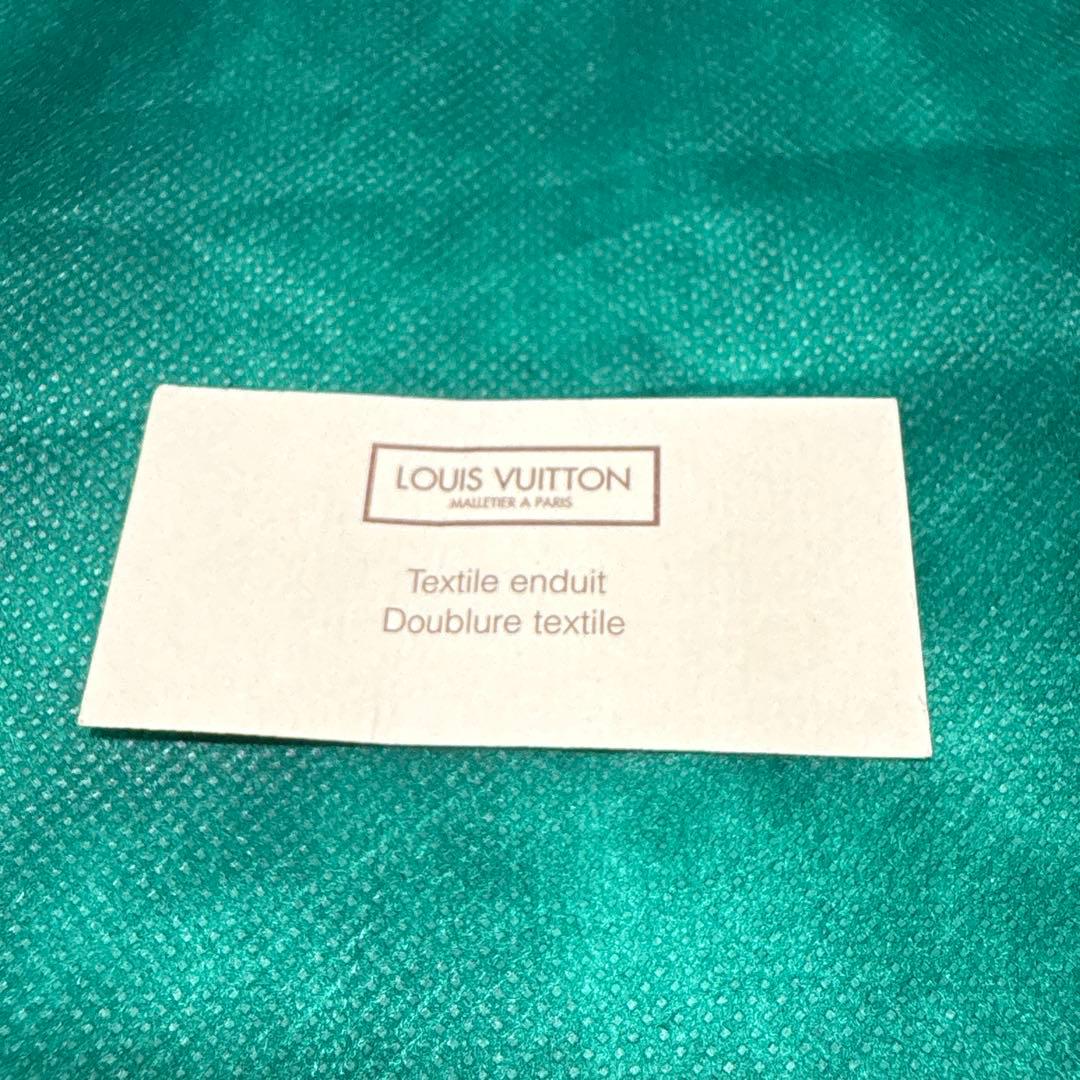 LOUIS VUITTON
MALLETIER A PARIS
Textile enduit
Doublure textile